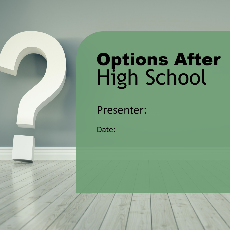 Options After
High School
Presenter:
Date: